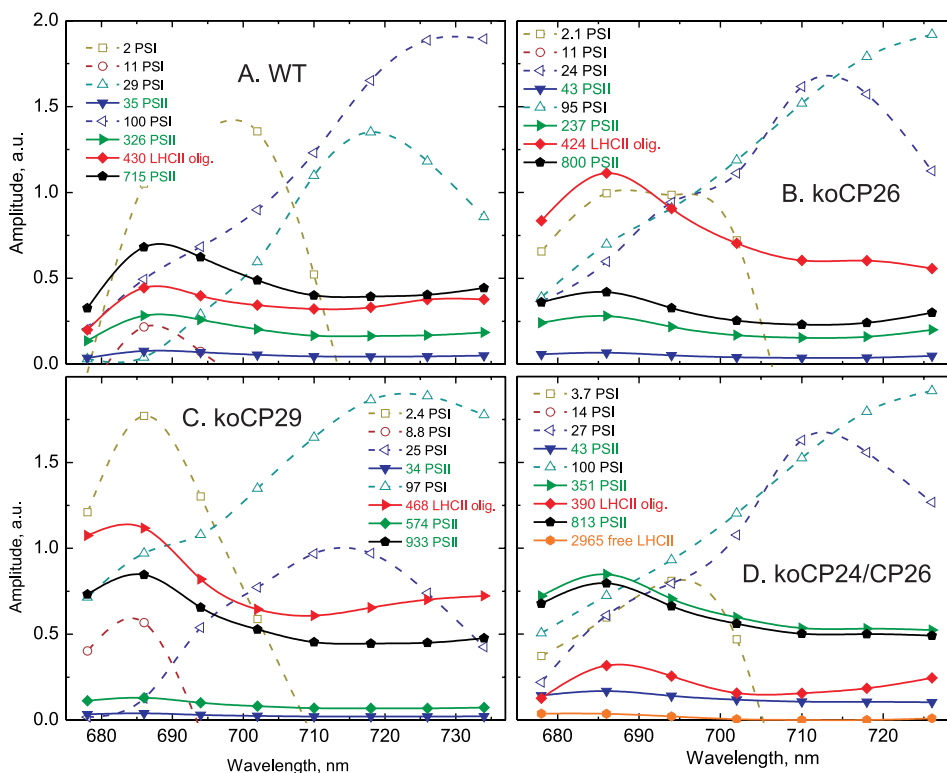 Amplitude, a.u.
2.0
1.5
1.0
0.5
0.0
A. WT
2 PSI
11 PSI
29 PSI
35 PSII
100 PSI
326 PSII
430 LHCII olig.
715 PSII
B. koCP26
2.1 PSI
11 PSI
24 PSI
43 PSII
95 PSI
237 PSII
424 LHCII olig.
800 PSII
Amplitude, a.u.
1.5
1.0
0.5
0.0
C. koCP29
2.4 PSI
8.8 PSI
25 PSI
34 PSII
97 PSI
468 LHCII olig.
574 PSII
933 PSII
680 690 700 710 720 730
Wavelength, nm
D. koCP24/CP26
3.7 PSI
14 PSI
27 PSI
43 PSII
100 PSI
351 PSII
390 LHCII olig.
813 PSII
2965 free LHCII
680 690 700 710 720
Wavelength, nm